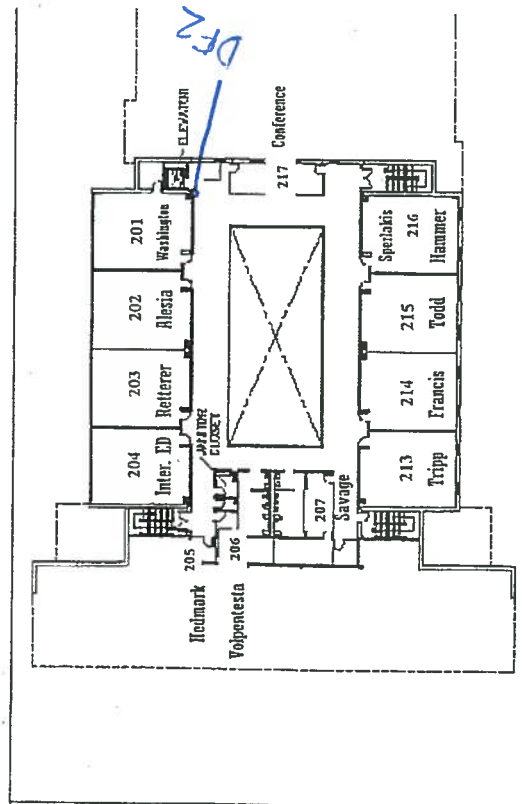 DF2
ELEVATOR
201
Washington
202
Alesia
203
Retterer
204
Inter. ED
JANITOR
CLOSET
205
Hedmark
206
Volpentesta
207
Savage
217
Conference
Sperlakis
216
Hammer
215
Todd
214
Francis
213
Tripp